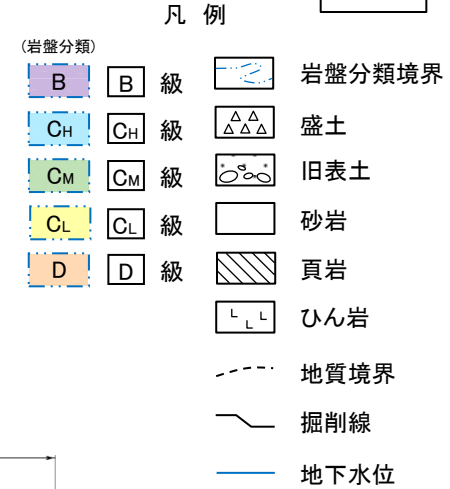 凡 例
(岩盤分類)
B B 級
CH CH 級
CM CM 級
CL CL 級
D D 級
岩盤分類境界
盛土
旧表土
砂岩
頁岩
ひん岩
地質境界
掘削線
地下水位